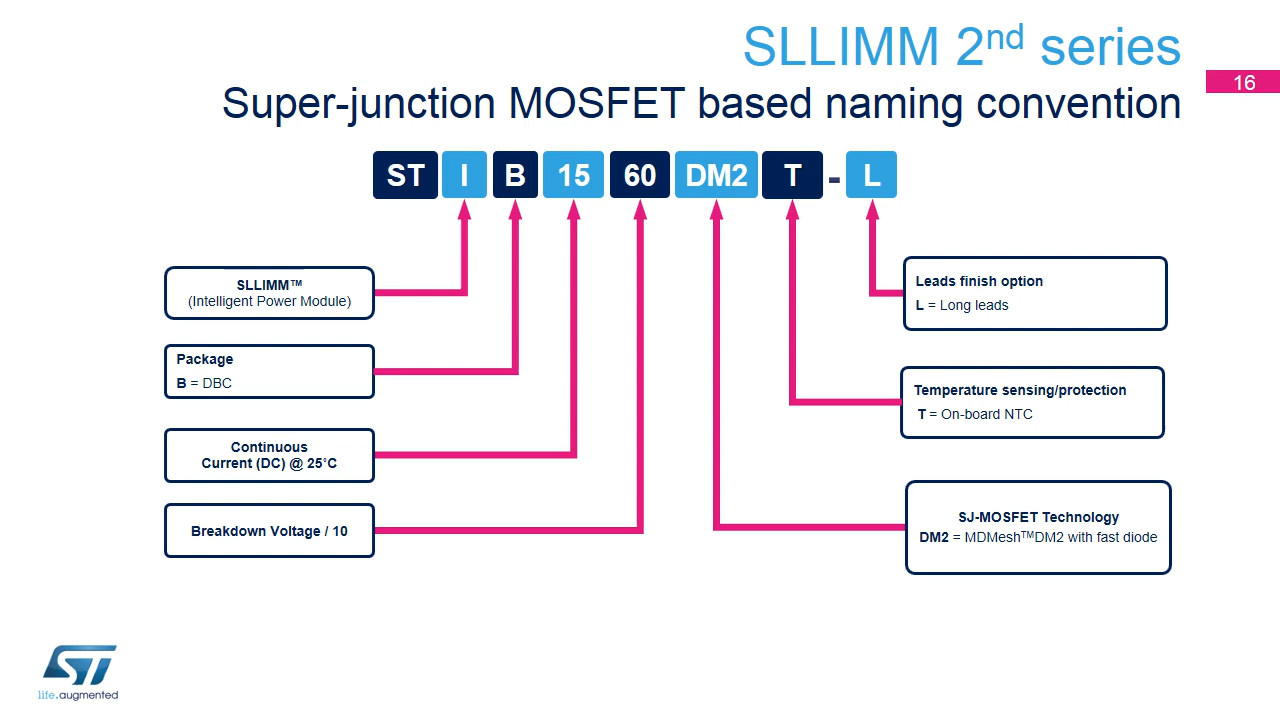 SLLIMM 2nd series
16
Super-junction MOSFET based naming convention
ST I B 15 60 DM2 T - L
SLLIMM™
(Intelligent Power Module)
Package
B = DBC
Continuous
Current (DC) @ 25°C
Breakdown Voltage / 10
Leads finish option
L = Long leads
Temperature sensing/protection
T = On-board NTC
SJ-MOSFET Technology
DM2 = MDMesh™DM2 with fast diode
ST
life.augmented